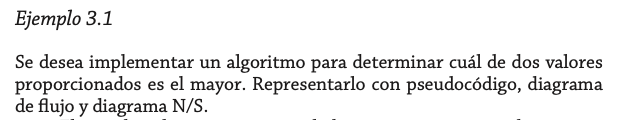 Ejemplo 3.1
Se desea implementar un algoritmo para determinar cuál de dos valores
proporcionados es el mayor. Representarlo con pseudocódigo, diagrama
de flujo y diagrama N/S.